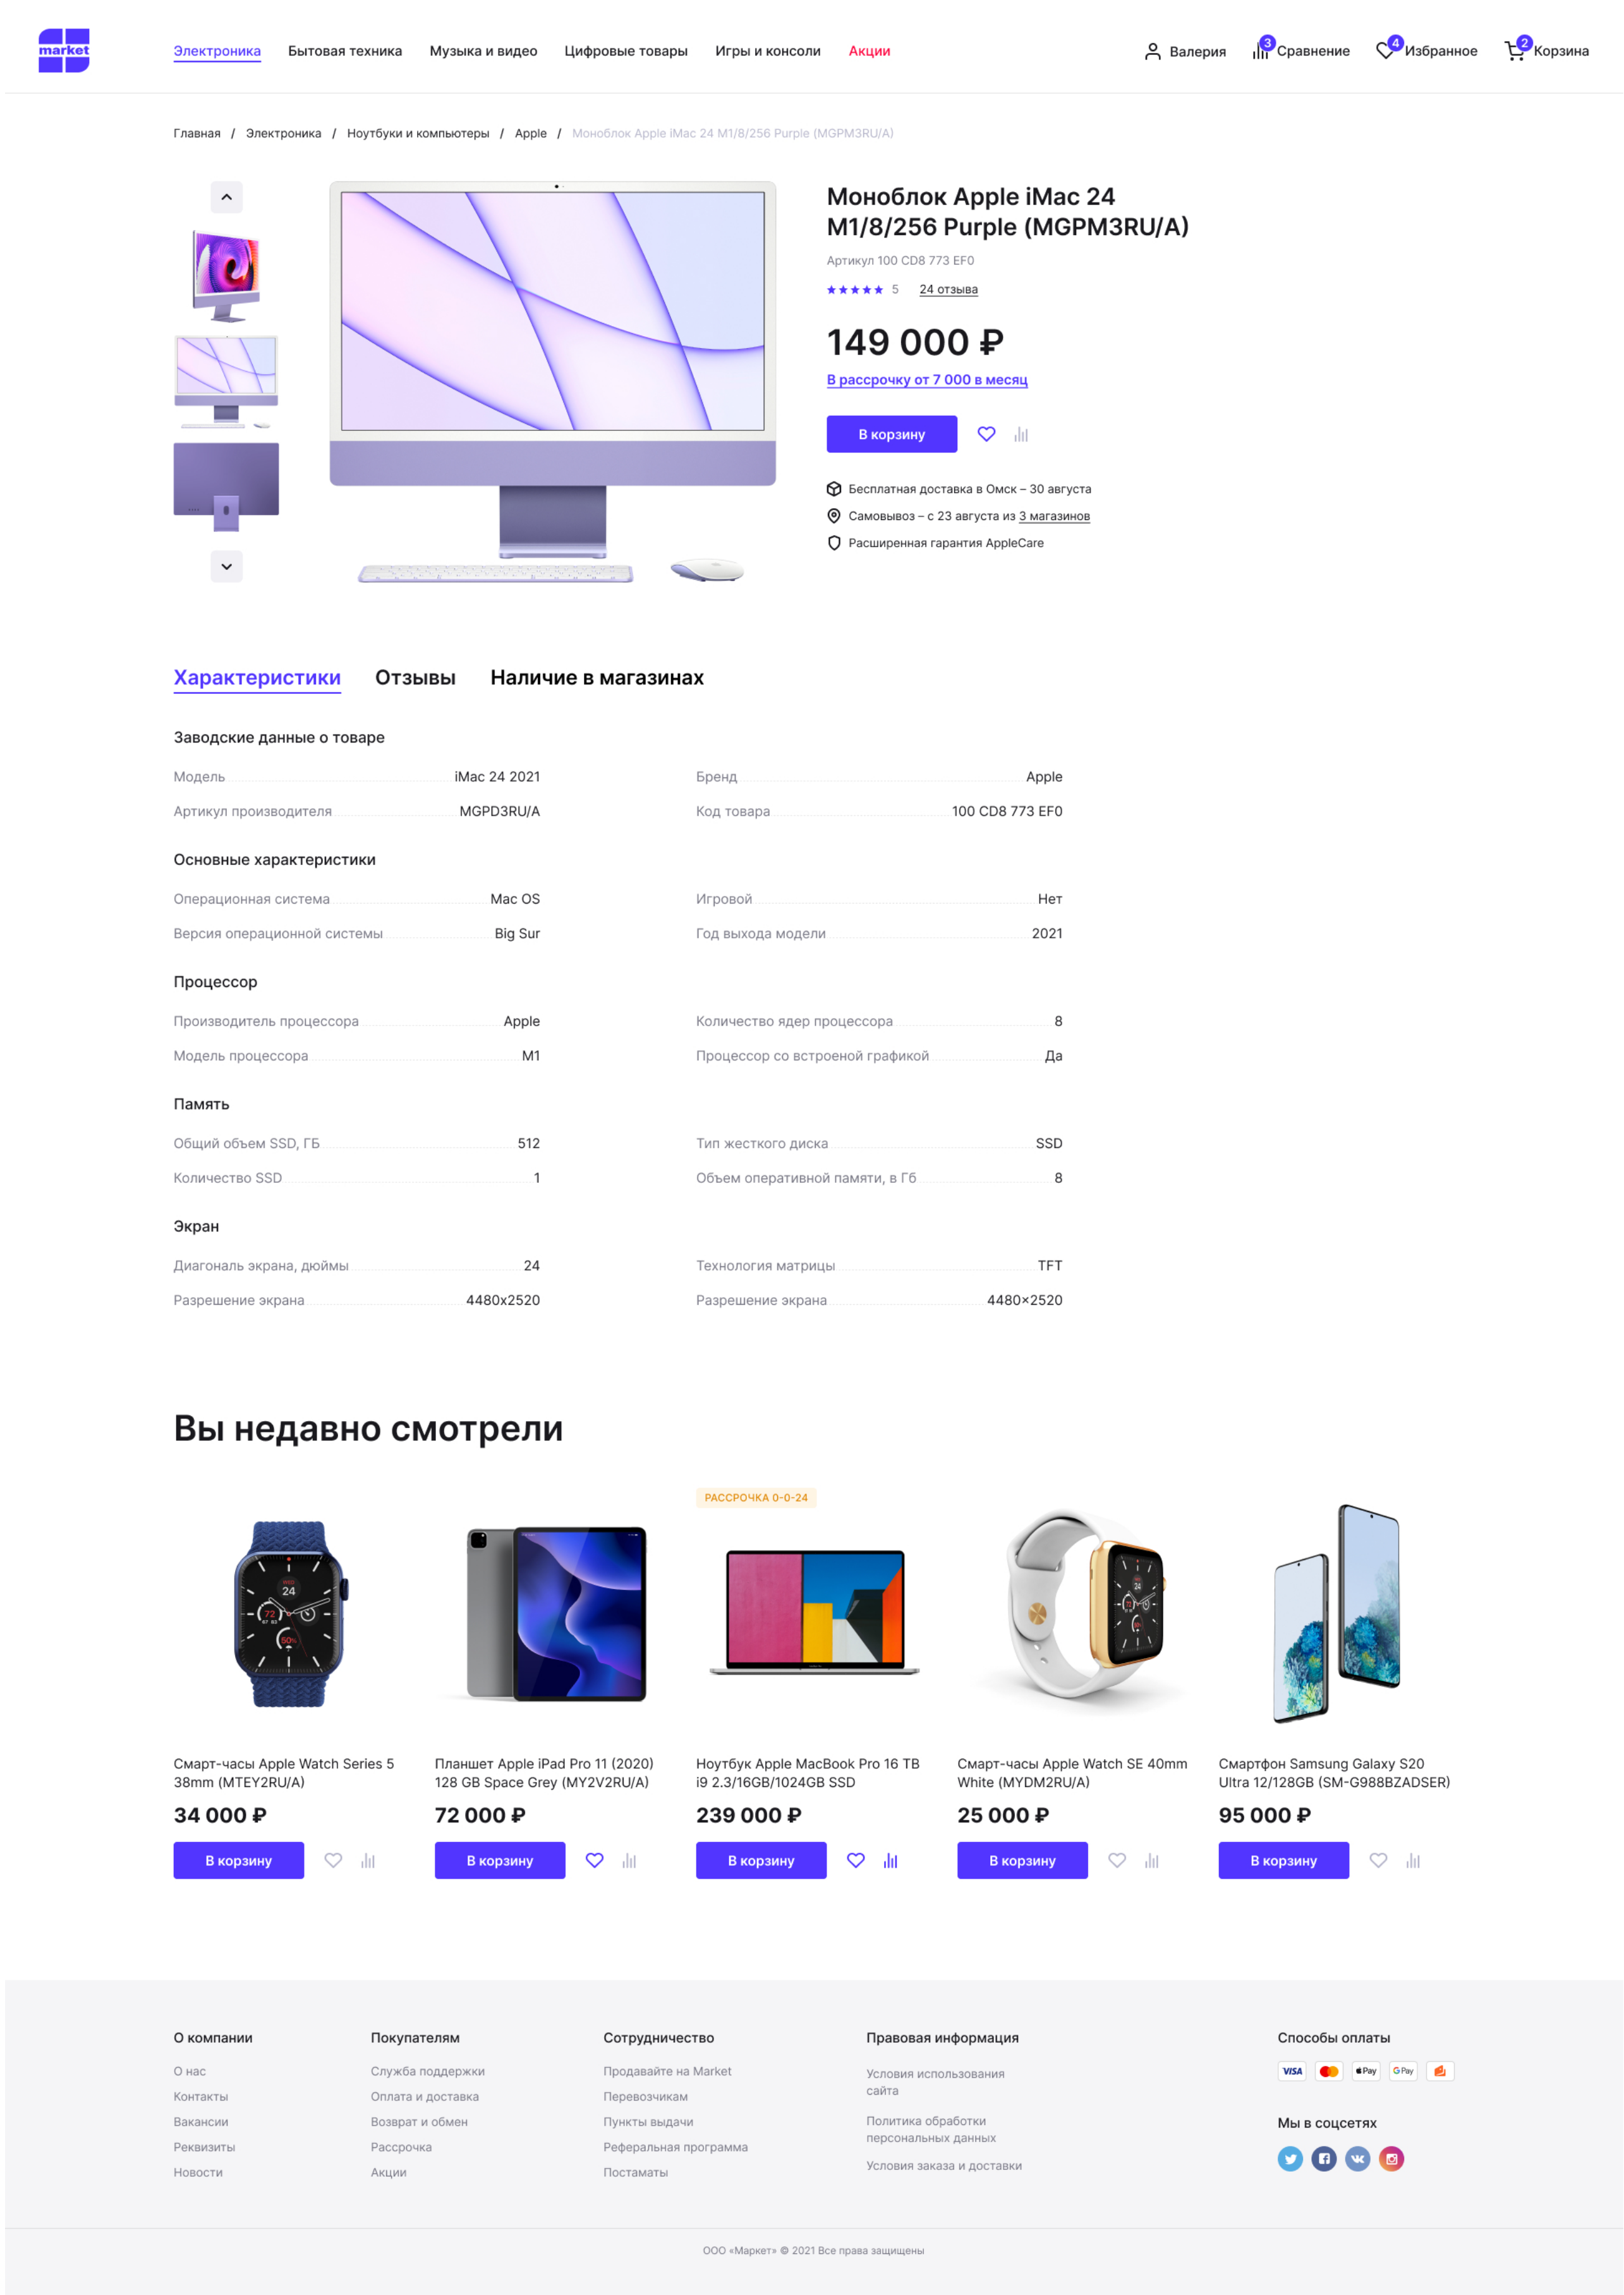 market
Электроника Бытовая техника Музыка и видео Цифровые товары Игры и консоли Акции
Валерия 3 Сравнение 4 Избранное 2 Корзина
Главная / Электроника / Ноутбуки и компьютеры / Apple / Моноблок Apple iMac 24 M1/8/256 Purple (MGPM3RU/A)
Моноблок Apple iMac 24
M1/8/256 Purple (MGPM3RU/A)
Артикул 100 CD8 773 EF0
5 24 отзыва
149 000 ₽
В рассрочку от 7 000 в месяц
В корзину
Бесплатная доставка в Омск – 30 августа
Самовывоз – с 23 августа из 3 магазинов
Расширенная гарантия AppleCare
Характеристики Отзывы Наличие в магазинах
Заводские данные о товаре
Модель iMac 24 2021 Бренд Apple
Артикул производителя MGPD3RU/A Код товара 100 CD8 773 EF0
Основные характеристики
Операционная система Mac OS Игровой Нет
Версия операционной системы Big Sur Год выхода модели 2021
Процессор
Производитель процессора Apple Количество ядер процессора 8
Модель процессора M1 Процессор со встроеной графикой Да
Память
Общий объем SSD, ГБ 512 Тип жесткого диска SSD
Количество SSD 1 Объем оперативной памяти, в Гб 8
Экран
Диагональ экрана, дюймы 24 Технология матрицы TFT
Разрешение экрана 4480x2520 Разрешение экрана 4480×2520
Вы недавно смотрели
РАССРОЧКА 0-0-24
24
72
50%
Смарт-часы Apple Watch Series 5
38mm (MTEY2RU/A)
34 000 ₽
В корзину
Планшет Apple iPad Pro 11 (2020)
128 GB Space Grey (MY2V2RU/A)
72 000 ₽
В корзину
Ноутбук Apple MacBook Pro 16 TB
i9 2.3/16GB/1024GB SSD
239 000 ₽
В корзину
Смарт-часы Apple Watch SE 40mm
White (MYDM2RU/A)
25 000 ₽
В корзину
Смартфон Samsung Galaxy S20
Ultra 12/128GB (SM-G988BZADSER)
95 000 ₽
В корзину
О компании
О нас
Контакты
Вакансии
Реквизиты
Новости
Покупателям
Служба поддержки
Оплата и доставка
Возврат и обмен
Рассрочка
Акции
Сотрудничество
Продавайте на Market
Перевозчикам
Пункты выдачи
Реферальная программа
Постаматы
Правовая информация
Условия использования
сайта
Политика обработки
персональных данных
Условия заказа и доставки
Способы оплаты
VISA Pay G Pay
Мы в соцсетях
ООО «Маркет» © 2021 Все права защищены